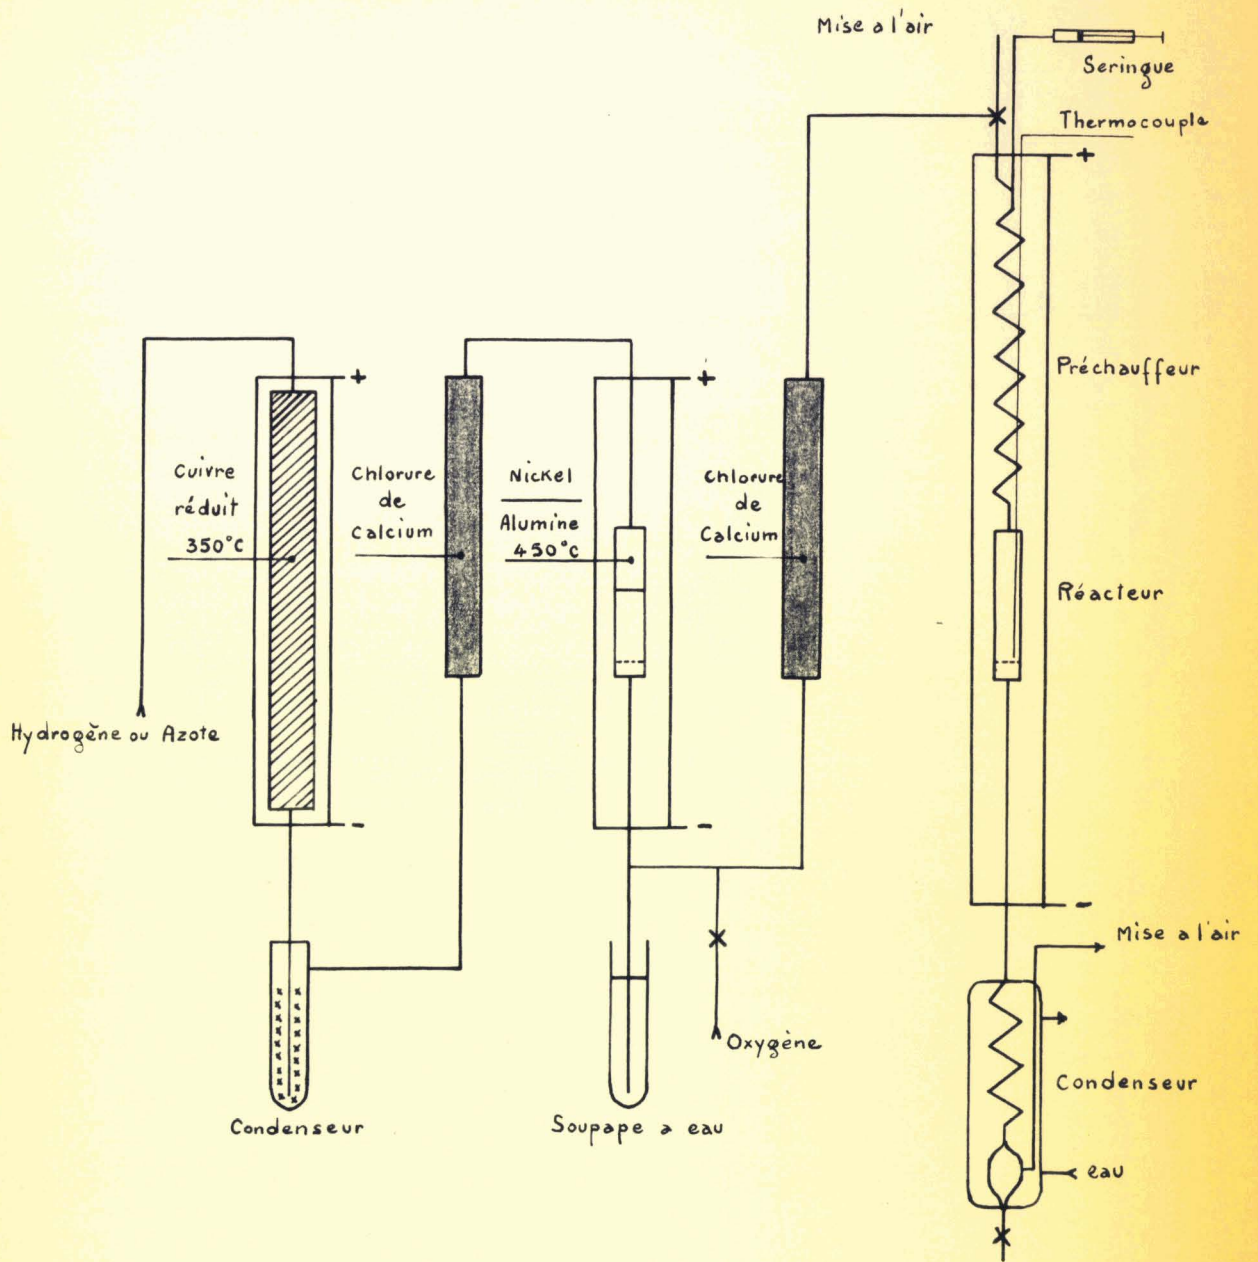 Mise a l'air
Seringue
Thermocouple
+
Préchauffeur
+
+
Cuivre
réduit
350°C
Chlorure
de
Calcium
Nickel
Alumine
450°C
Chlorure
de
Calcium
Réacteur
Hydrogène ou Azote
-
-
-
Mise a l'air
Oxygène
Condenseur
Condenseur
Soupape a eau
eau